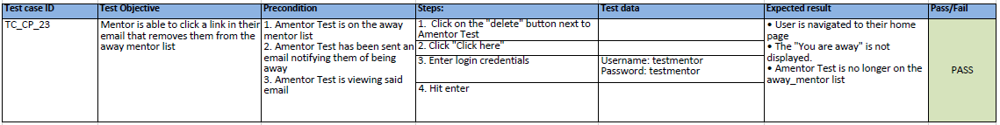 Test case ID Test Objective Precondition Steps: Test data Expected result Pass/Fail
TC_CP_23
Mentor is able to click a link in their
email that removes them from the
away mentor list
1. Amentor Test is on the away
mentor list
2. Amentor Test has been sent an
email notifying them of being
away
3. Amentor Test is viewing said
email
1.  Click on the "delete" button next to
Amentor Test
2. Click "Click here"
3. Enter login credentials
Username: testmentor
Password: testmentor
4. Hit enter
• User is navigated to their home
page
• The "You are away" is not
displayed.
• Amentor Test is no longer on the
away_mentor list
PASS